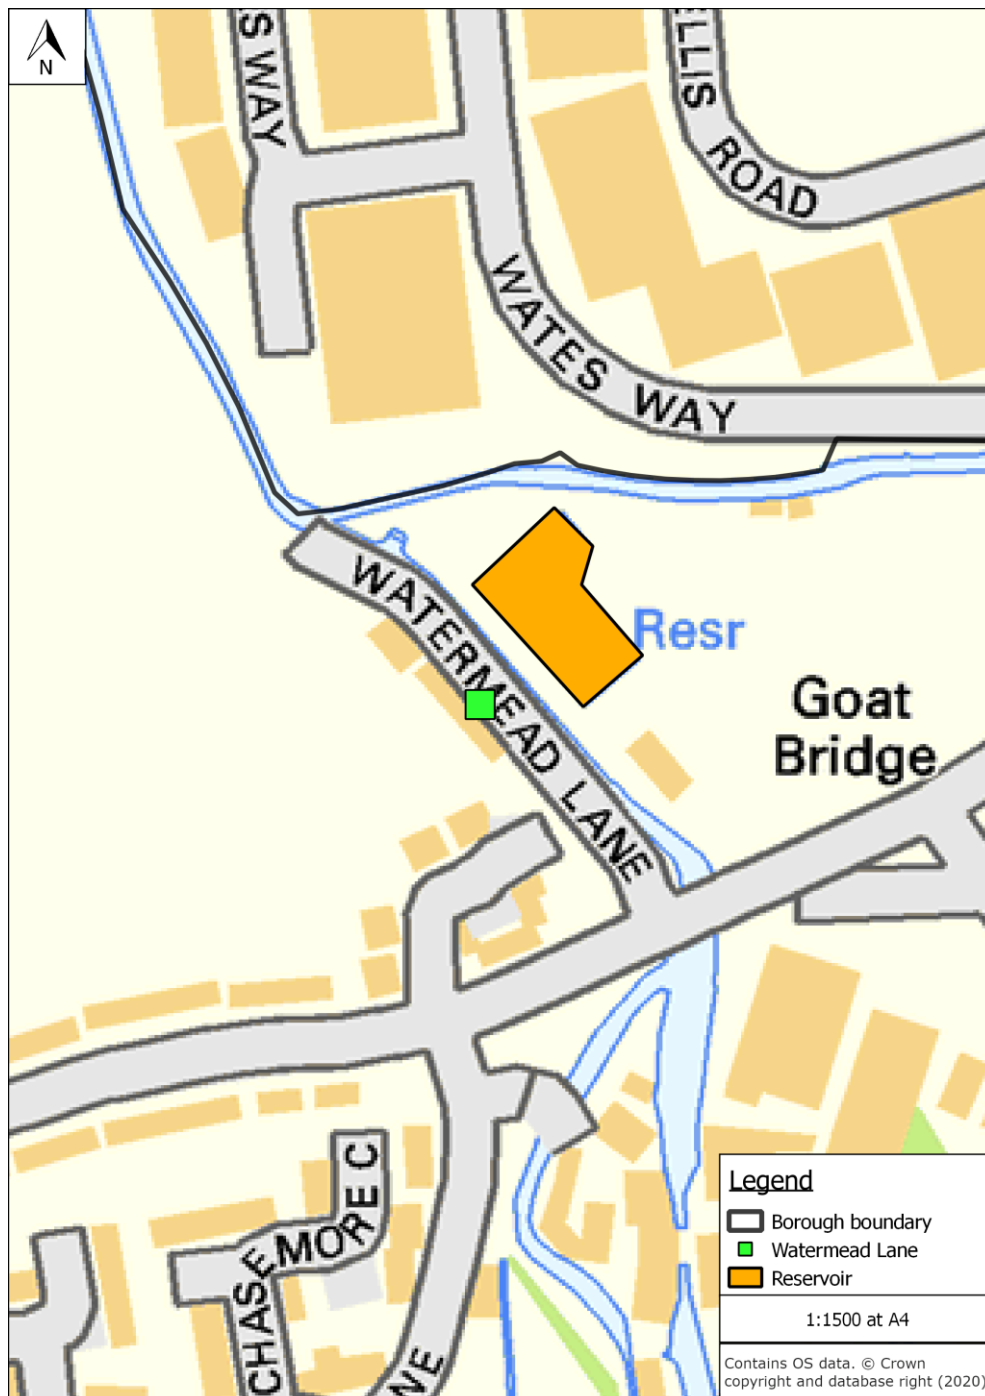 N
SWAY
ELLIS ROAD
WATES WAY
WATERMEAD LANE
Resr
Goat
Bridge
CHASEMORE C
NE
Legend
Borough boundary
Watermead Lane
Reservoir
1:1500 at A4
Contains OS data. © Crown
copyright and database right (2020)